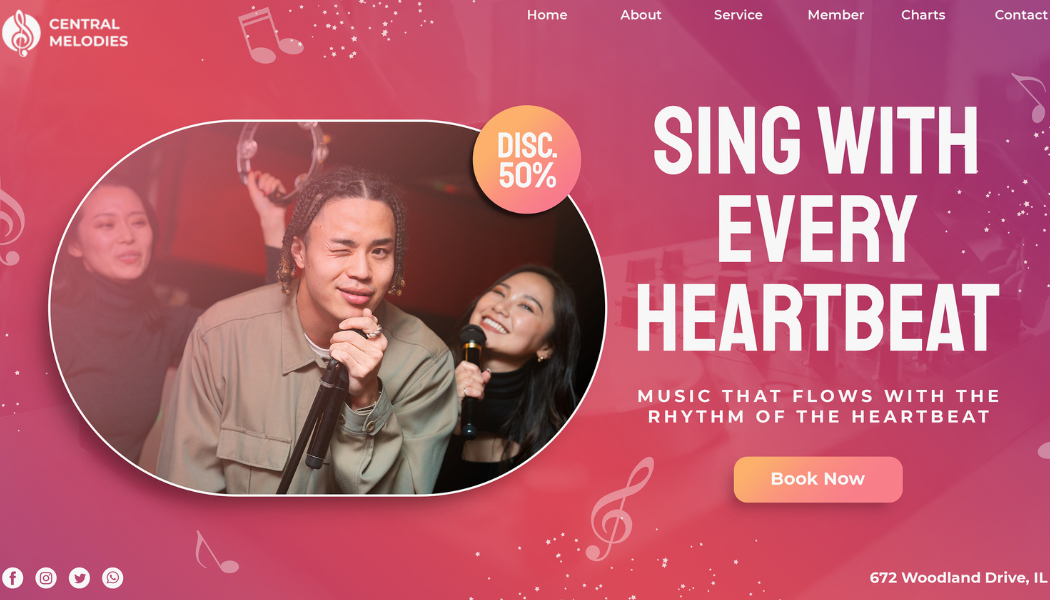 CENTRAL
MELODIES
Home About Service Member Charts Contact
DISC.
50%
SING WITH
EVERY
HEARTBEAT
MUSIC THAT FLOWS WITH THE
RHYTHM OF THE HEARTBEAT
Book Now
672 Woodland Drive, IL